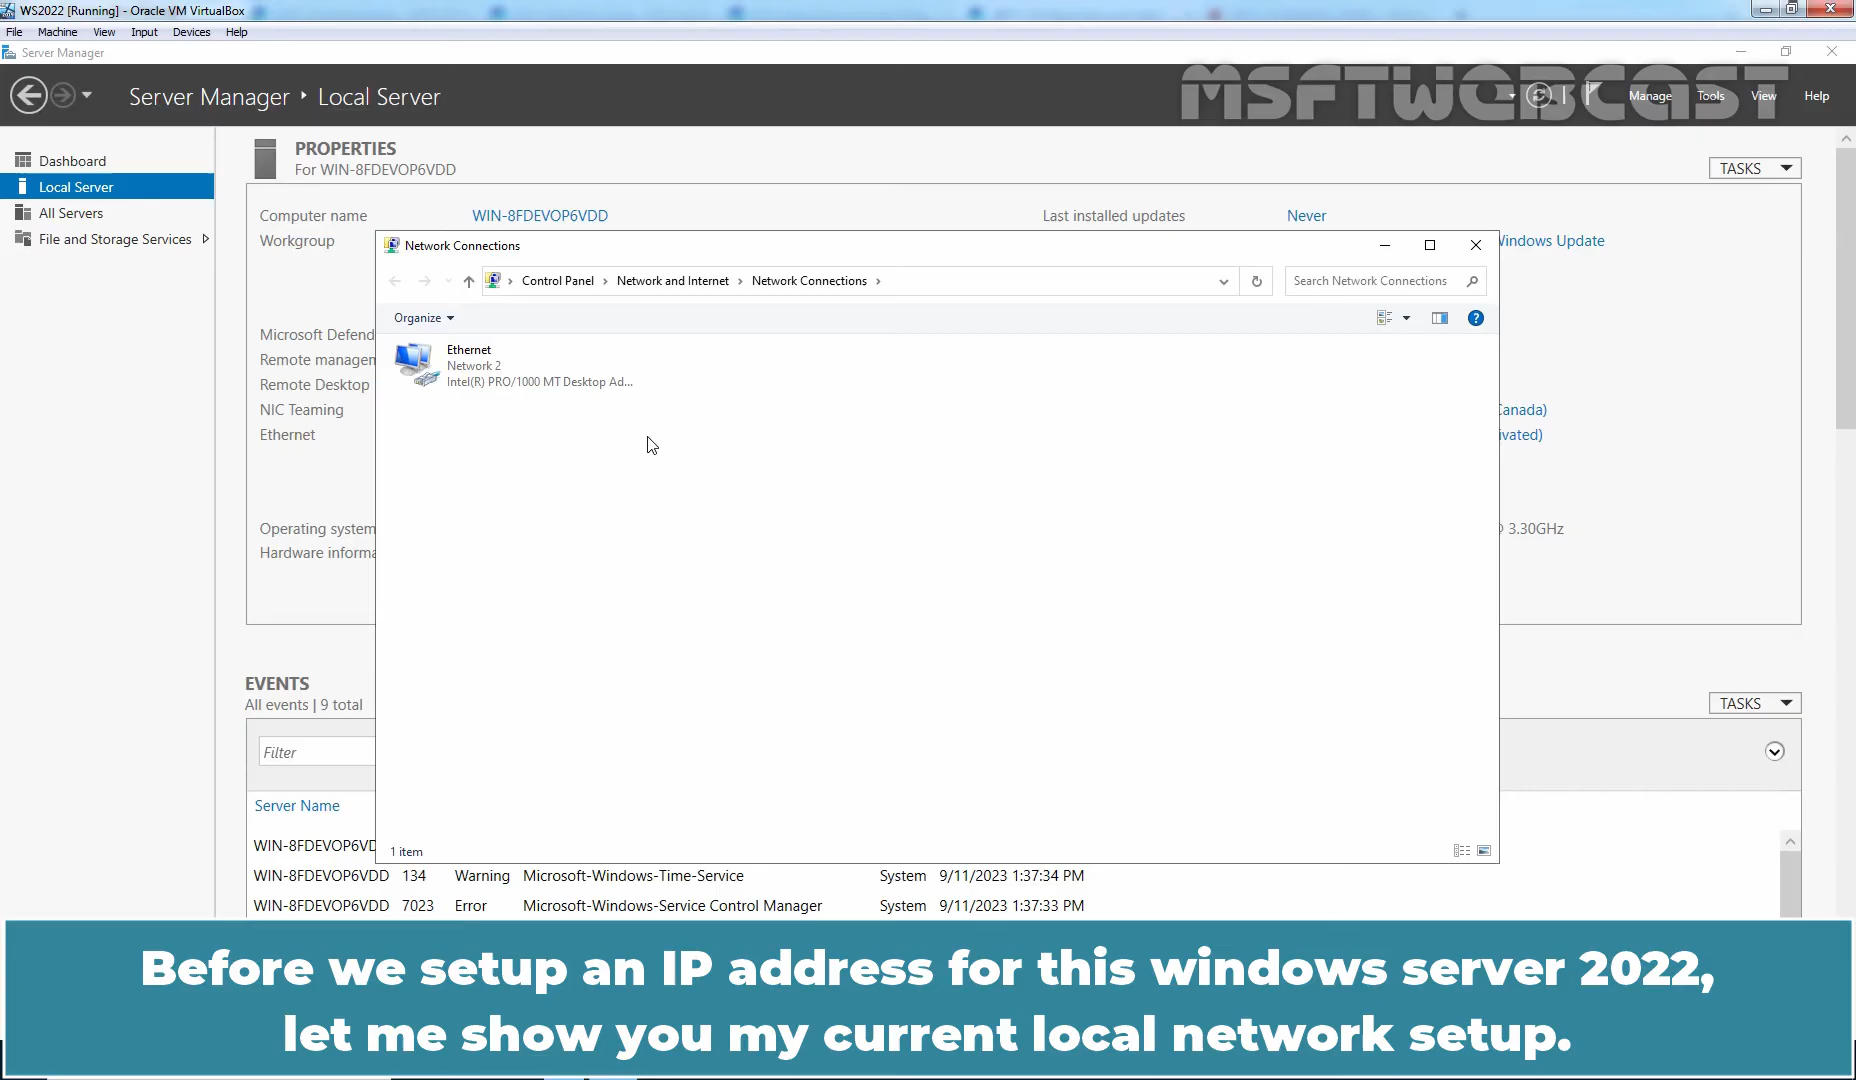 WS2022 [Running] - Oracle VM VirtualBox
File Machine View Input Devices Help
Server Manager
Server Manager Local Server
MSFTWEBCAST
Manage Tools View Help
Dashboard
Local Server
All Servers
File and Storage Services
PROPERTIES
For WIN-8FDEVOP6VDD
TASKS
Computer name WIN-8FDEVOP6VDD Last installed updates Never
Workgroup Windows Update
Network Connections
Control Panel Network and Internet Network Connections Search Network Connections
Organize
?
Ethernet
Network 2
Intel(R) PRO/1000 MT Desktop Ad...
Microsoft Defend
Remote managem
Remote Desktop
NIC Teaming Canada)
Ethernet ivated)
Operating system 3.30GHz
Hardware informa
1 item
EVENTS
All events | 9 total
TASKS
Filter
Server Name
WIN-8FDEVOP6VD
WIN-8FDEVOP6VDD 134 Warning Microsoft-Windows-Time-Service System 9/11/2023 1:37:34 PM
WIN-8FDEVOP6VDD 7023 Error Microsoft-Windows-Service Control Manager System 9/11/2023 1:37:33 PM
Before we setup an IP address for this windows server 2022,
let me show you my current local network setup.